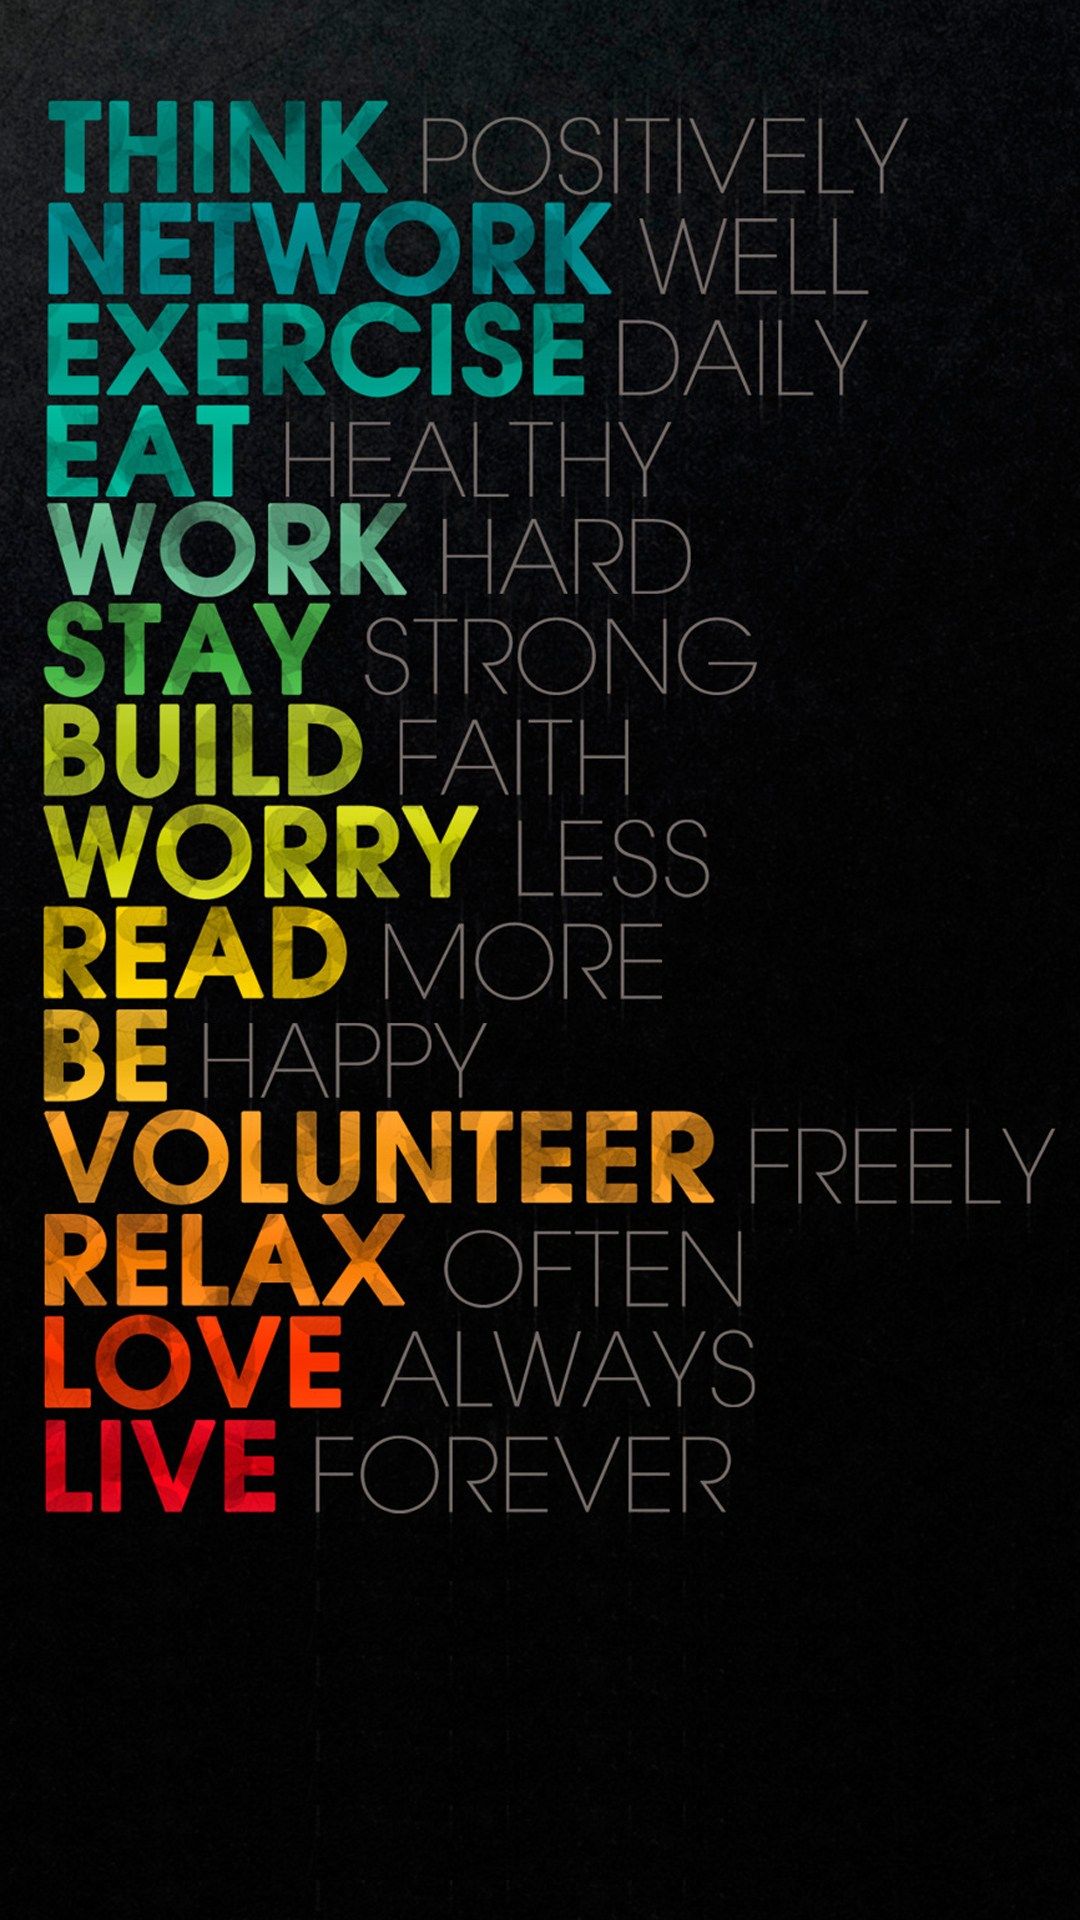 THINK POSITIVELY
NETWORK WELL
EXERCISE DAILY
EAT HEALTHY
WORK HARD
STAY STRONG
BUILD FAITH
WORRY LESS
READ MORE
BE HAPPY
VOLUNTEER FREELY
RELAX OFTEN
LOVE ALWAYS
LIVE FOREVER